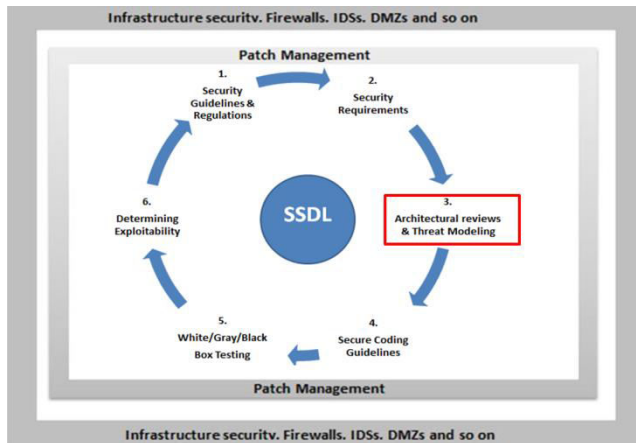 Infrastructure security. Firewalls. IDSs. DMZs and so on
Patch Management
1.
Security
Guidelines &
Regulations
2.
Security
Requirements
3.
Architectural reviews
& Threat Modeling
4.
Secure Coding
Guidelines
5.
White/Gray/Black
Box Testing
6.
Determining
Exploitability
SSDL
Patch Management
Infrastructure security. Firewalls. IDSs. DMZs and so on